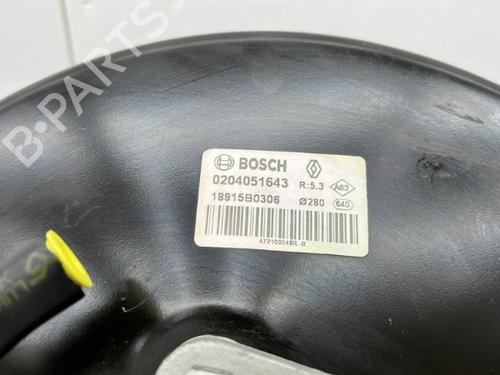 B-PARTS
BOSCH
0204051643 R:5.3 A63
18915B0306 Ø280 640
472100048R--B